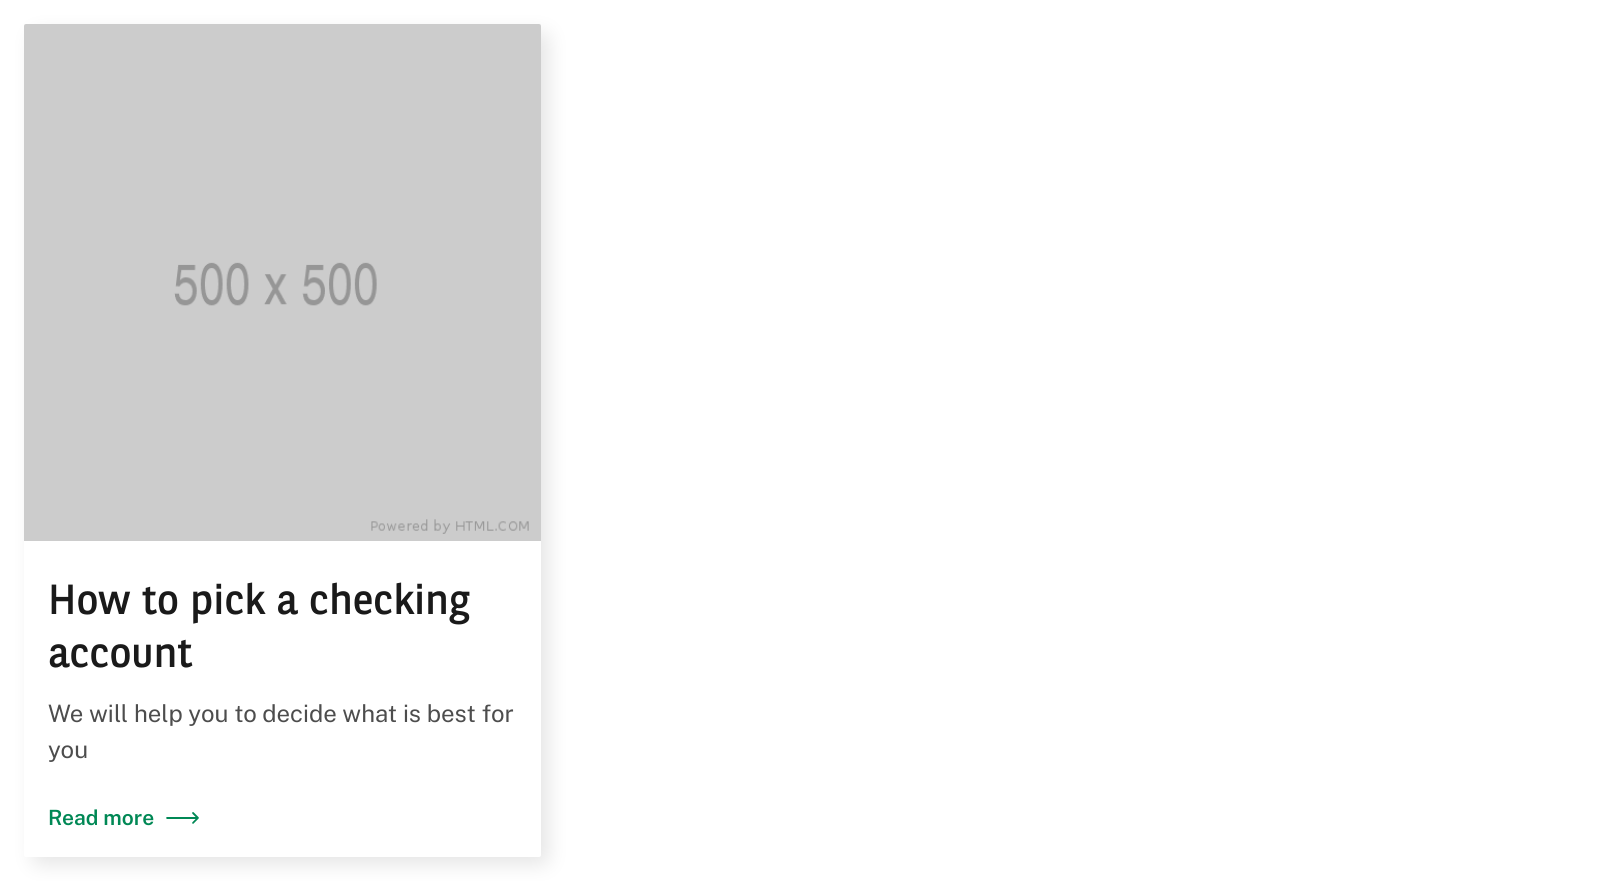 500 x 500
Powered by HTML.COM
How to pick a checking
account
We will help you to decide what is best for
you
Read more